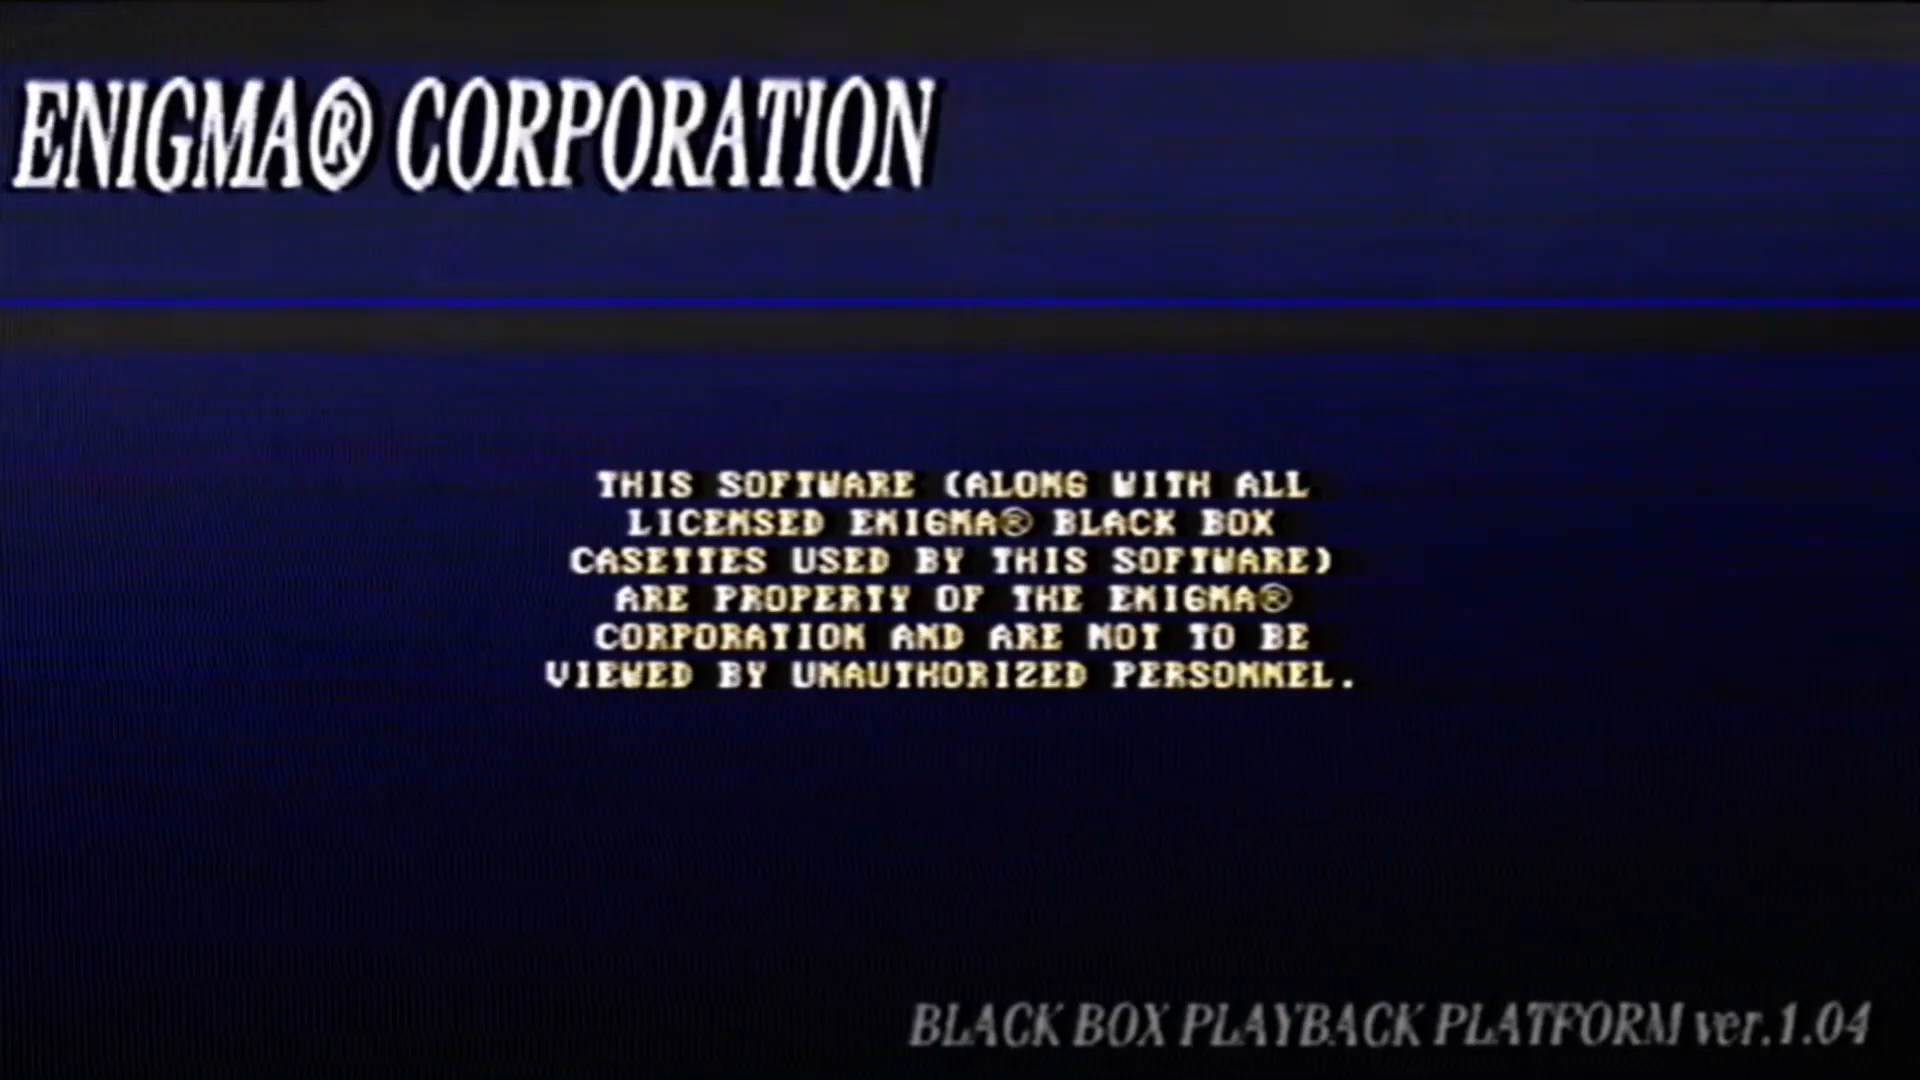 ENIGMA® CORPORATION
THIS SOFTWARE (ALONG WITH ALL
LICENSED ENIGMA® BLACK BOX
CASETTES USED BY THIS SOFTWARE)
ARE PROPERTY OF THE ENIGMA®
CORPORATION AND ARE NOT TO BE
VIEWED BY UNAUTHORIZED PERSONNEL.
BLACK BOX PLAYBACK PLATFORM ver.1.04